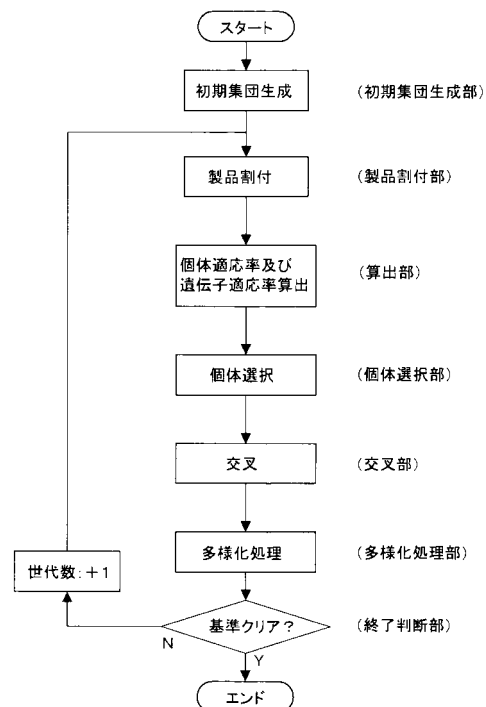 スタート
初期集団生成
(初期集団生成部)
製品割付
(製品割付部)
個体適応率及び
遺伝子適応率算出
(算出部)
個体選択
(個体選択部)
交叉
(交叉部)
多様化処理
(多様化処理部)
世代数:+1
基準クリア?
(終了判断部)
N
Y
エンド